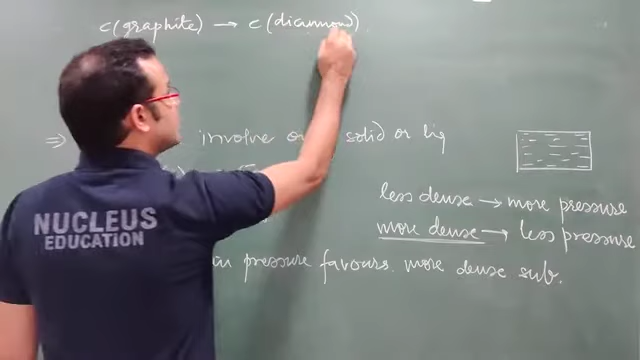 C(graphite) → C(diamond)
⇒ involve or solid or liq
less dense → more pressure
more dense → less pressure
in pressure favours more dense sub.
NUCLEUS
EDUCATION